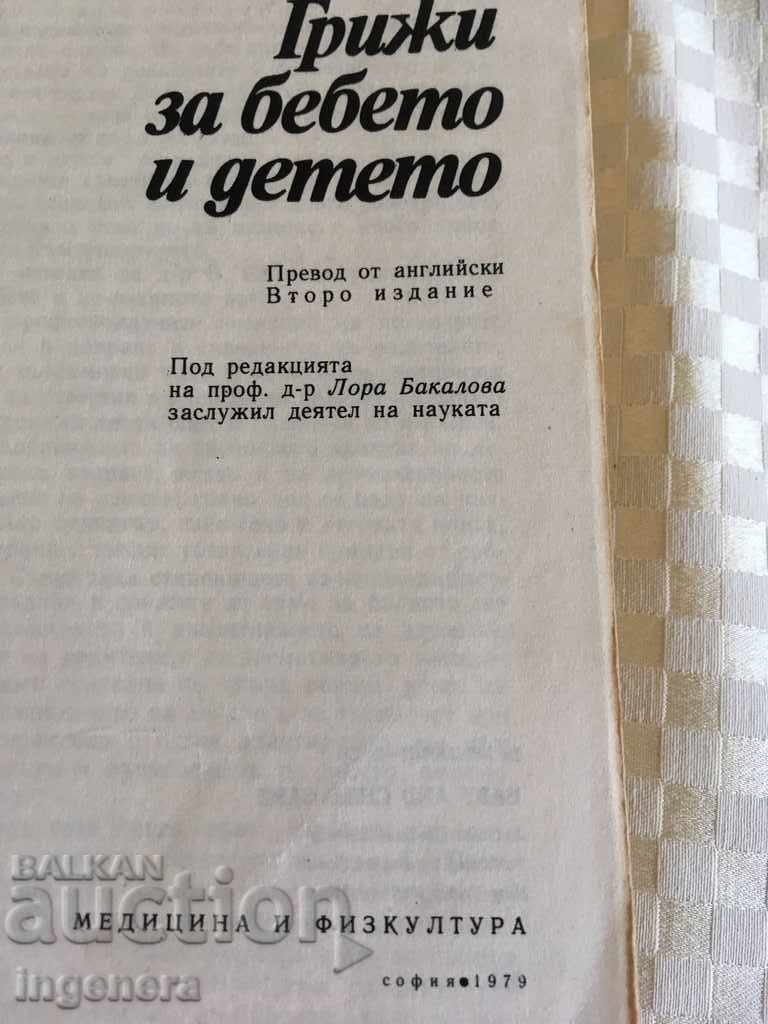 Грижи
за бебето
и детето
Превод от английски
Второ издание
Под редакцията
на проф. д-р Лора Бакалова
заслужил деятел на науката
BALKAN
auction
МЕДИЦИНА И ФИЗКУЛТУРА
ingenera
СОФИЯ • 1979